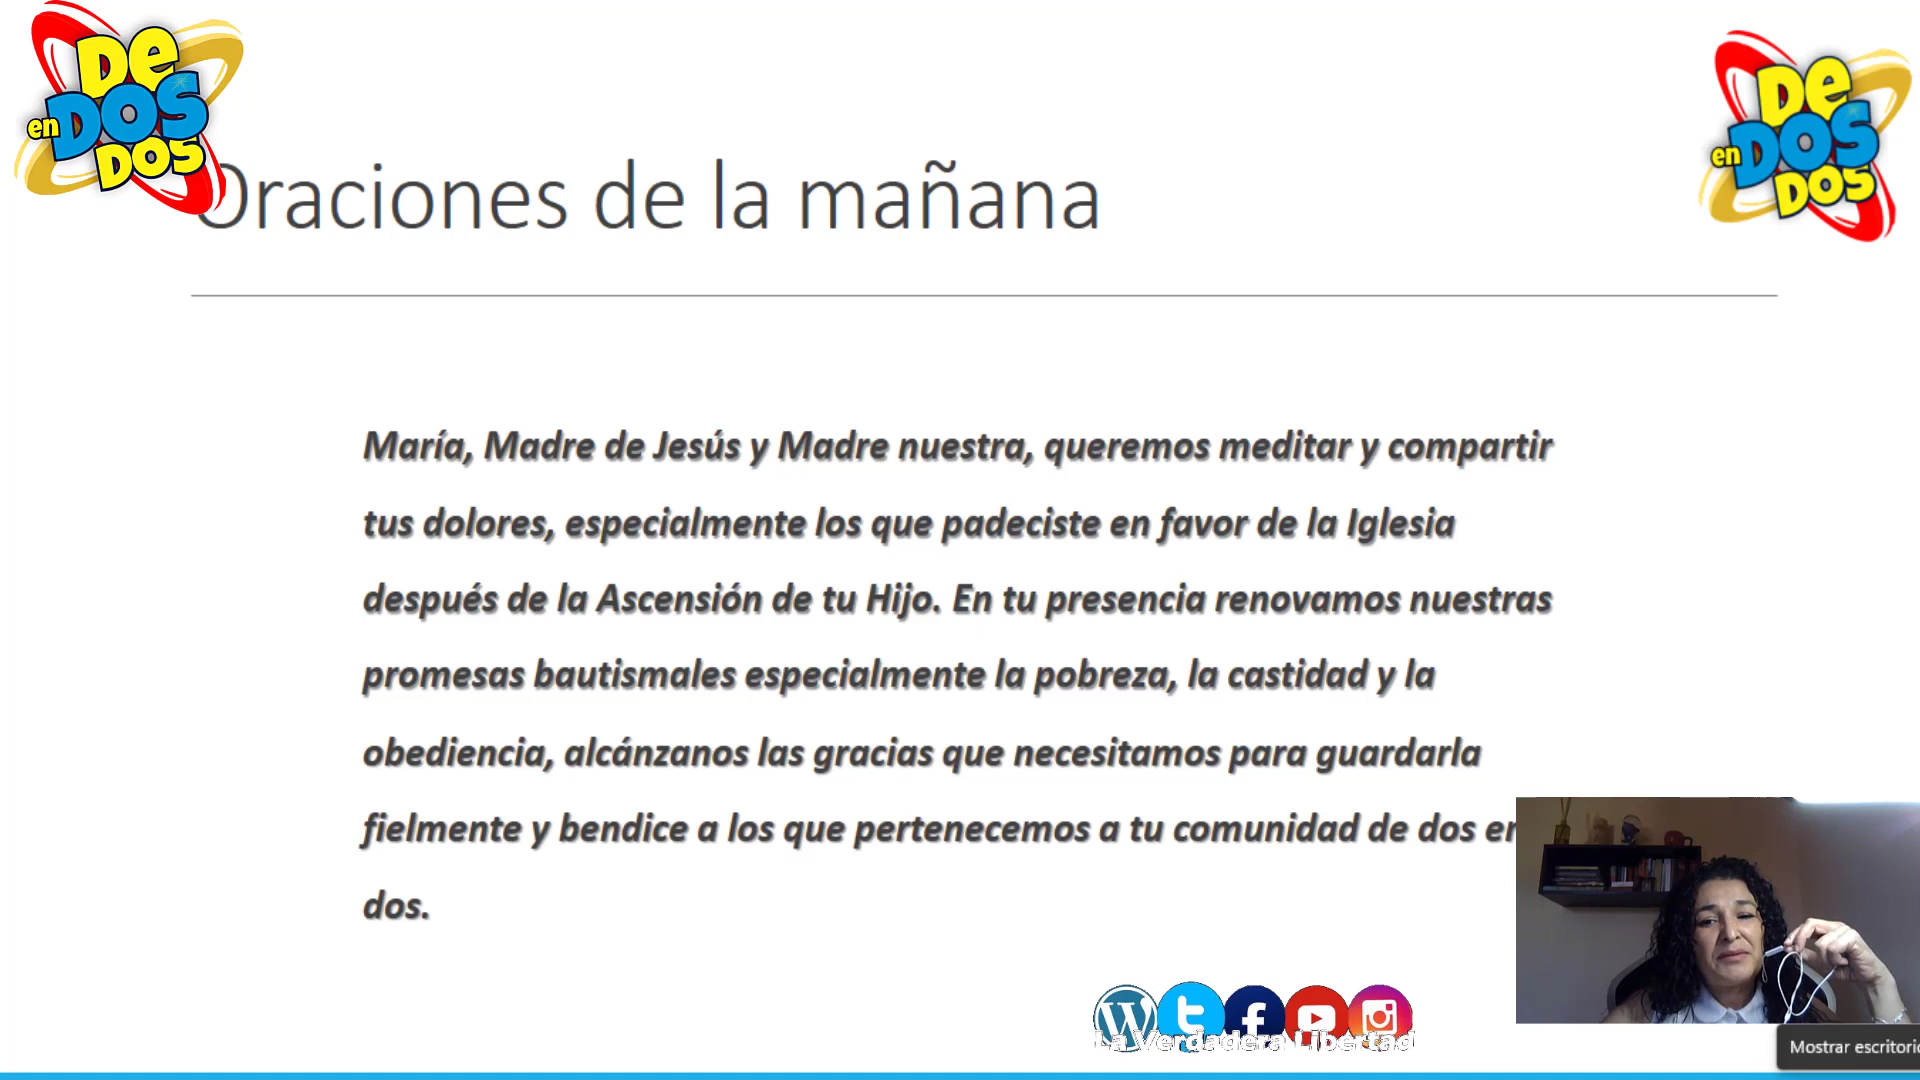 De
en DOS
DOS
De
en DOS
DOS
Oraciones de la mañana
María, Madre de Jesús y Madre nuestra, queremos meditar y compartir
tus dolores, especialmente los que padeciste en favor de la Iglesia
después de la Ascensión de tu Hijo. En tu presencia renovamos nuestras
promesas bautismales especialmente la pobreza, la castidad y la
obediencia, alcánzanos las gracias que necesitamos para guardarla
fielmente y bendice a los que pertenecemos a tu comunidad de dos en
dos.
La Verdadera Libertad
Mostrar escritorio